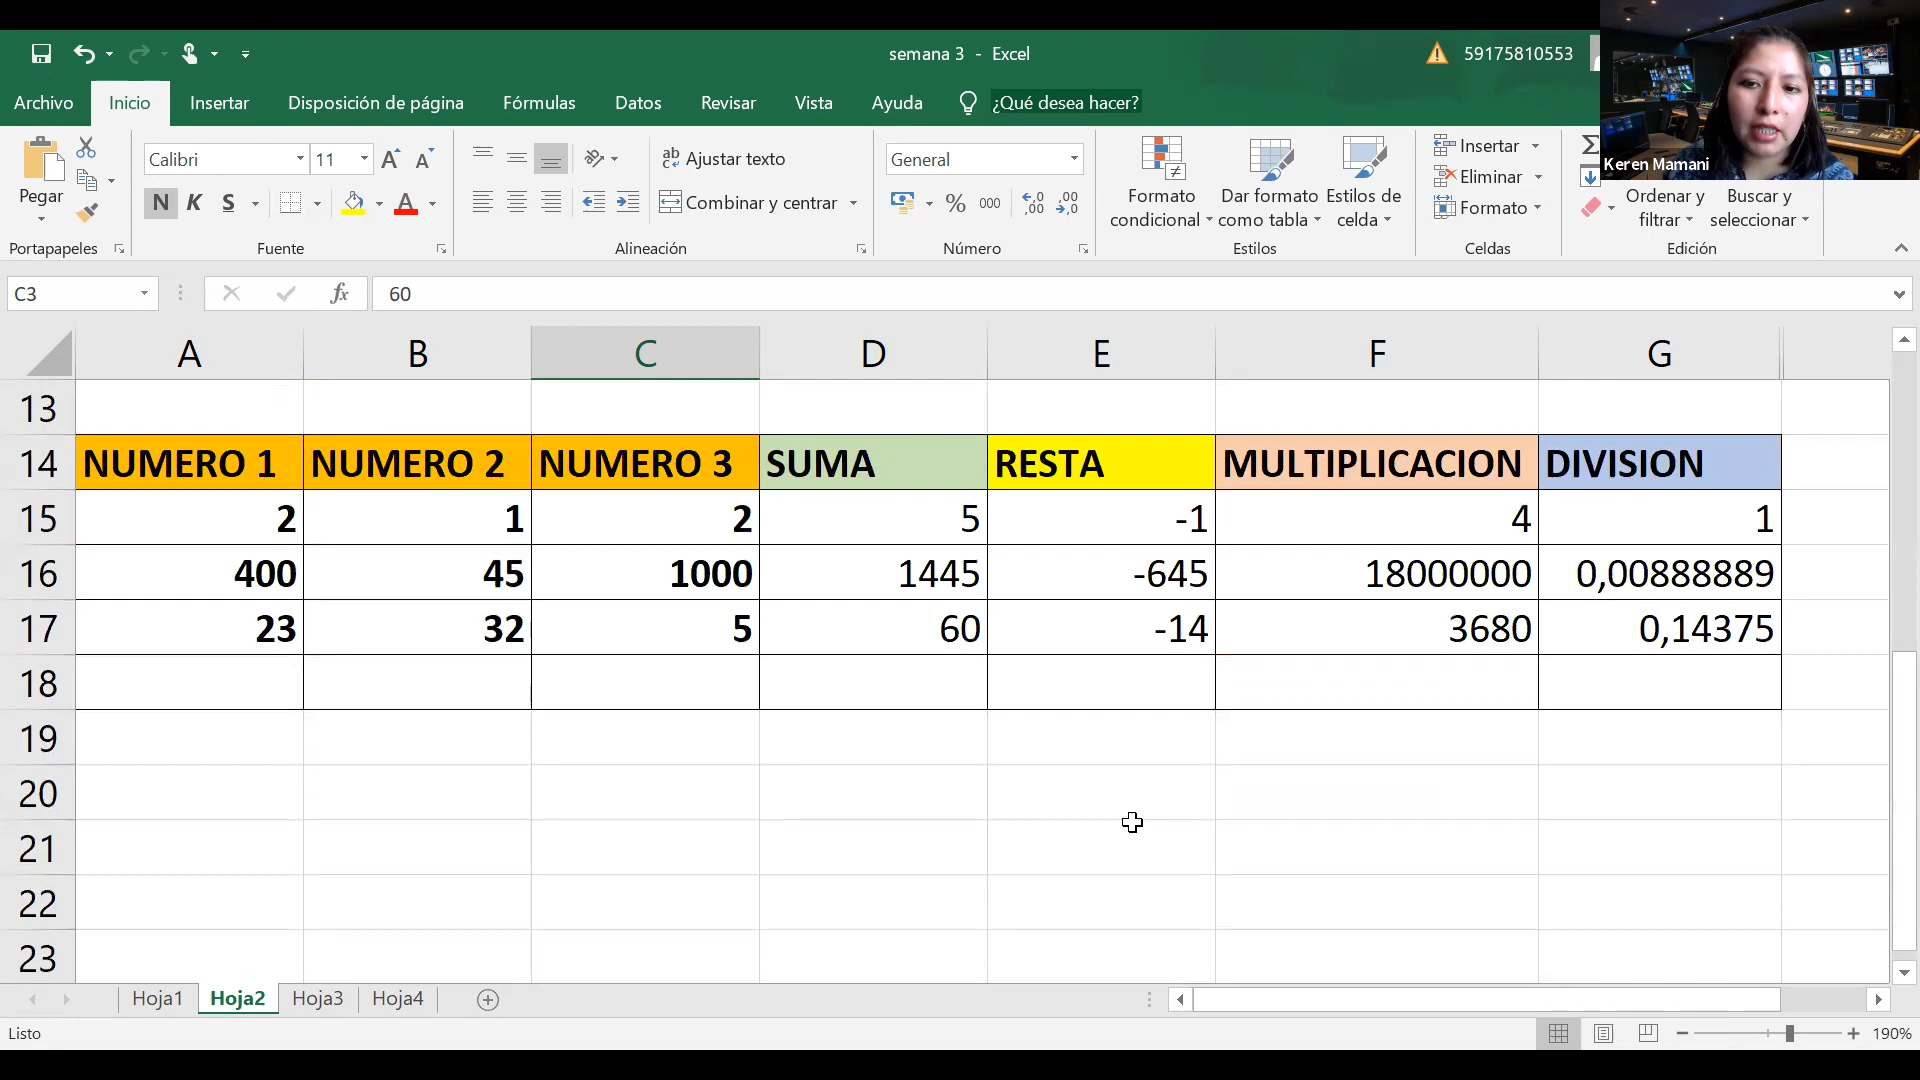 semana 3 - Excel
59175810553
Archivo Inicio Insertar Disposición de página Fórmulas Datos Revisar Vista Ayuda ¿Qué desea hacer?
Keren Mamani
Pegar
Calibri 11
N K S
Ajustar texto
Combinar y centrar
General
% 000
Formato condicional
Dar formato como tabla
Estilos de celda
Insertar
Eliminar
Formato
Ordenar y filtrar
Buscar y seleccionar
Portapapeles Fuente Alineación Número Estilos Celdas Edición
C3 fx 60
A B C D E F G
13
14 NUMERO 1 NUMERO 2 NUMERO 3 SUMA RESTA MULTIPLICACION DIVISION
15 2 1 2 5 -1 4 1
16 400 45 1000 1445 -645 18000000 0,00888889
17 23 32 5 60 -14 3680 0,14375
18
19
20
21
22
23
Hoja1 Hoja2 Hoja3 Hoja4
Listo
190%